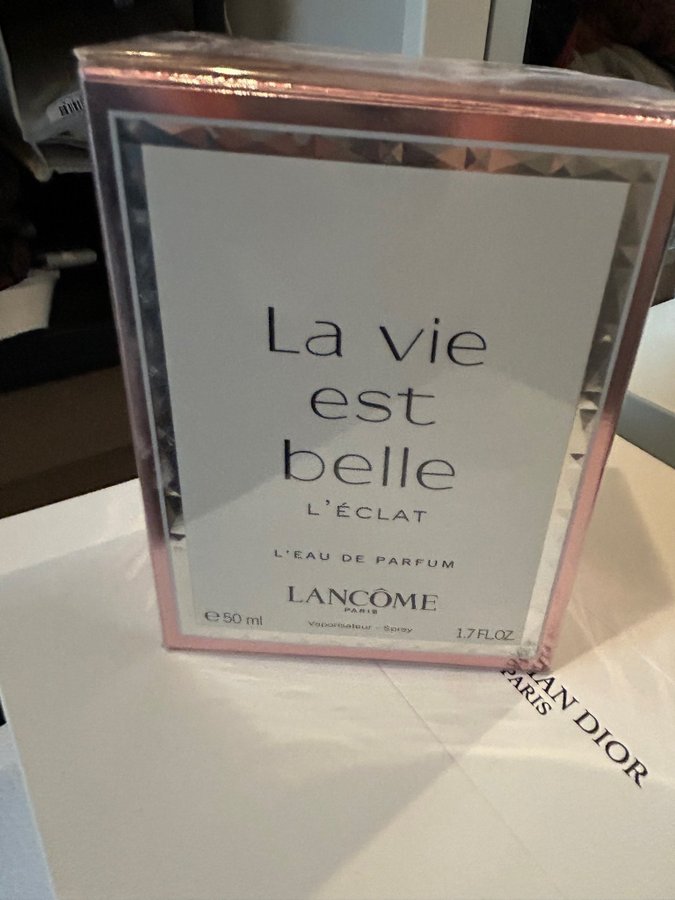 La vie
est
belle
L'ÉCLAT
L'EAU DE PARFUM
LANCÔME
PARIS
e 50 ml
Vaporisateur - Spray
1.7 FL.OZ.
DIOR
PARIS